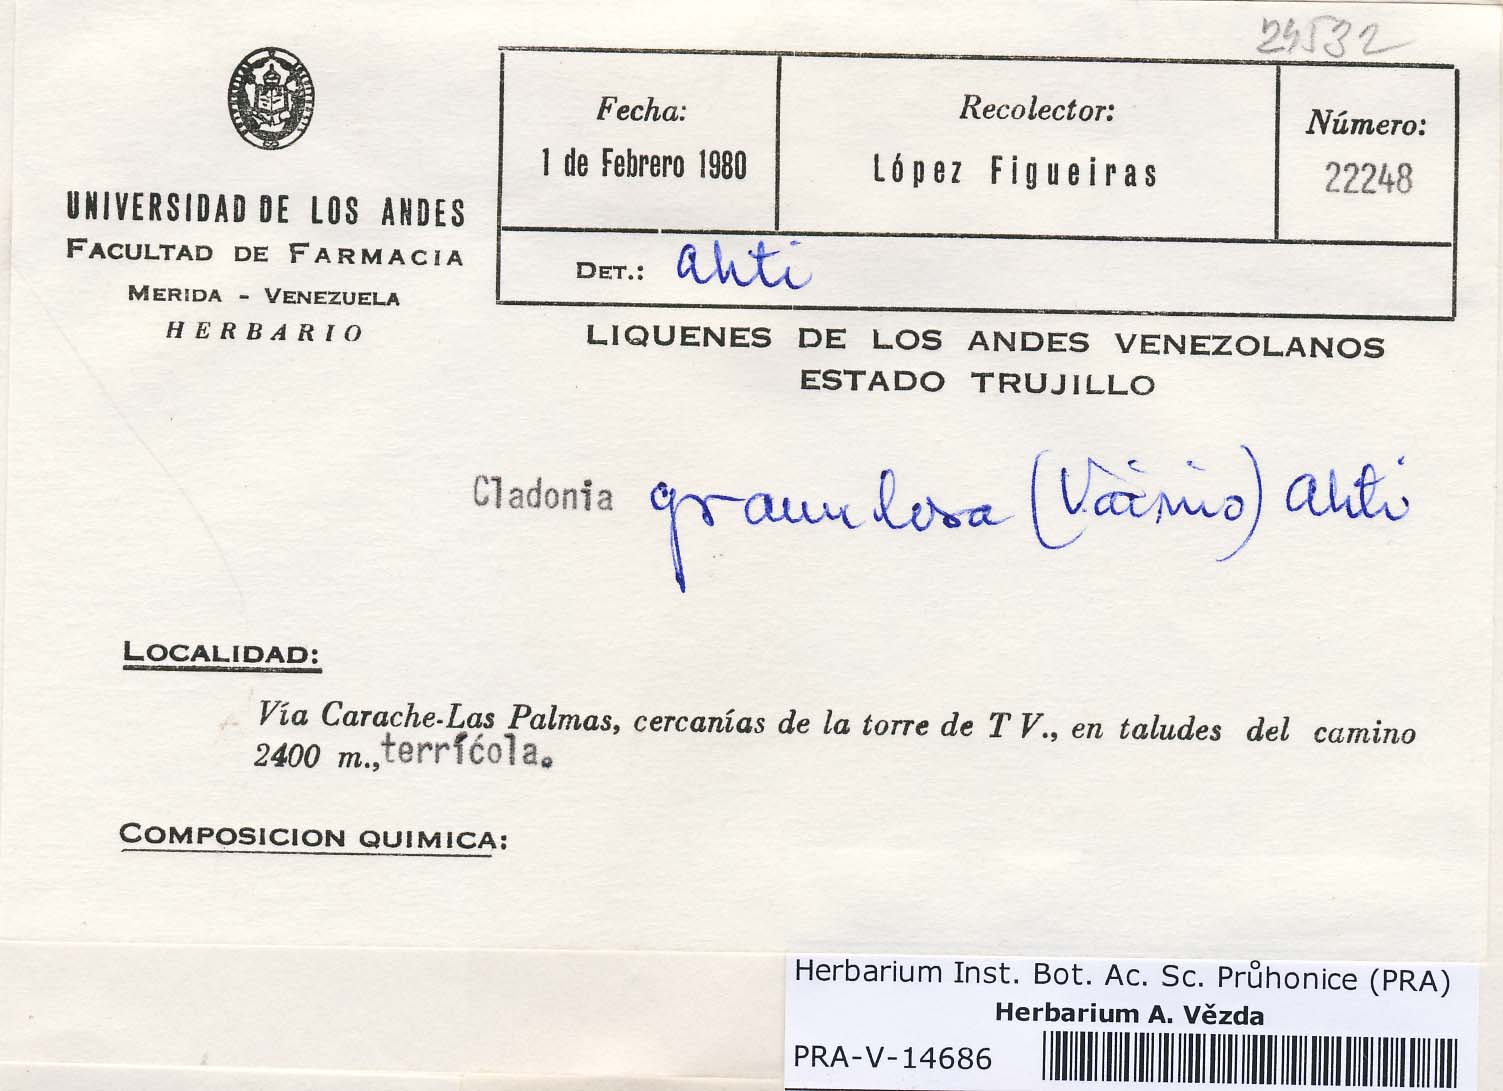 24532
UNIVERSIDAD DE LOS ANDES
FACULTAD DE FARMACIA
MERIDA - VENEZUELA
HERBARIO
Fecha:
1 de Febrero 1980
Recolector:
López Figueiras
Número:
22248
DET.: Ahti
LIQUENES DE LOS ANDES VENEZOLANOS
ESTADO TRUJILLO
Cladonia granulosa (Vainio) Ahti
LOCALIDAD:
Vía Carache-Las Palmas, cercanías de la torre de T V., en taludes del camino
2400 m., terrícola.
COMPOSICION QUIMICA:
Herbarium Inst. Bot. Ac. Sc. Průhonice (PRA)
Herbarium A. Vězda
PRA-V-14686